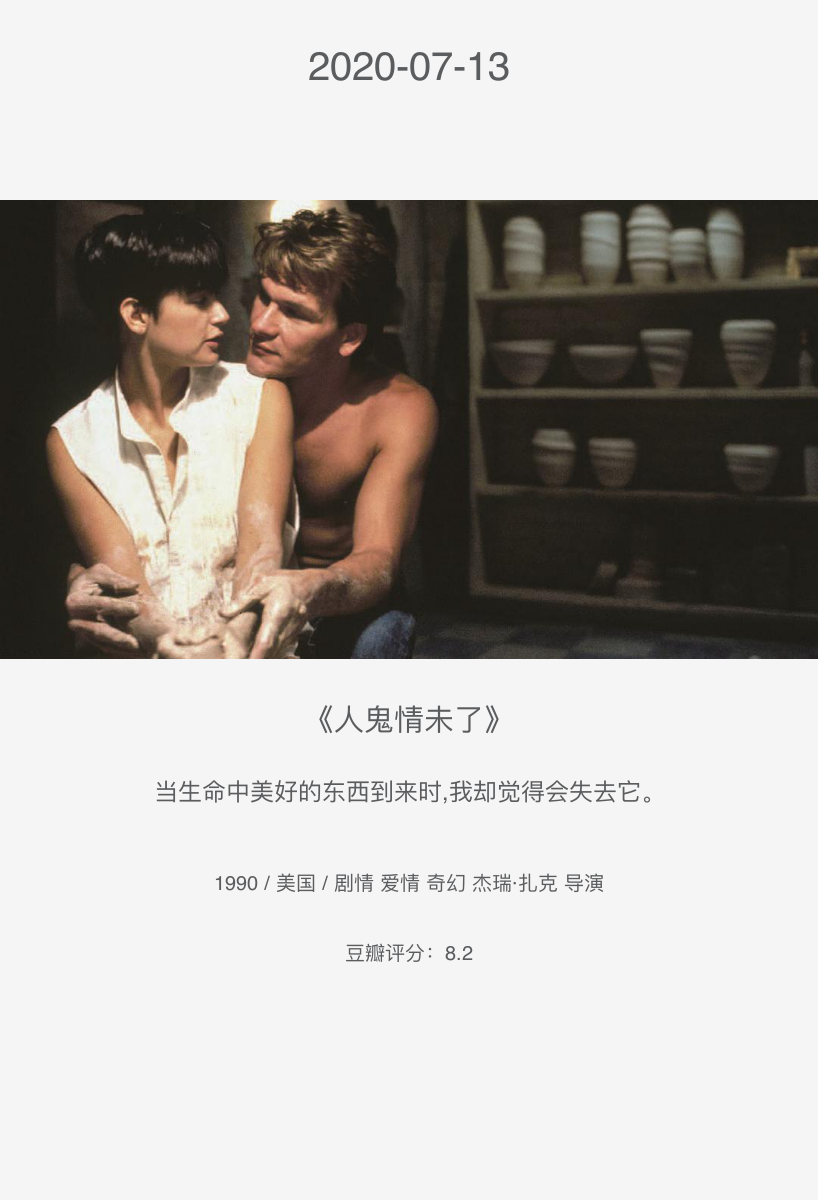 2020-07-13
《人鬼情未了》
当生命中美好的东西到来时,我却觉得会失去它。
1990 / 美国 / 剧情 爱情 奇幻 杰瑞·扎克 导演
豆瓣评分：8.2